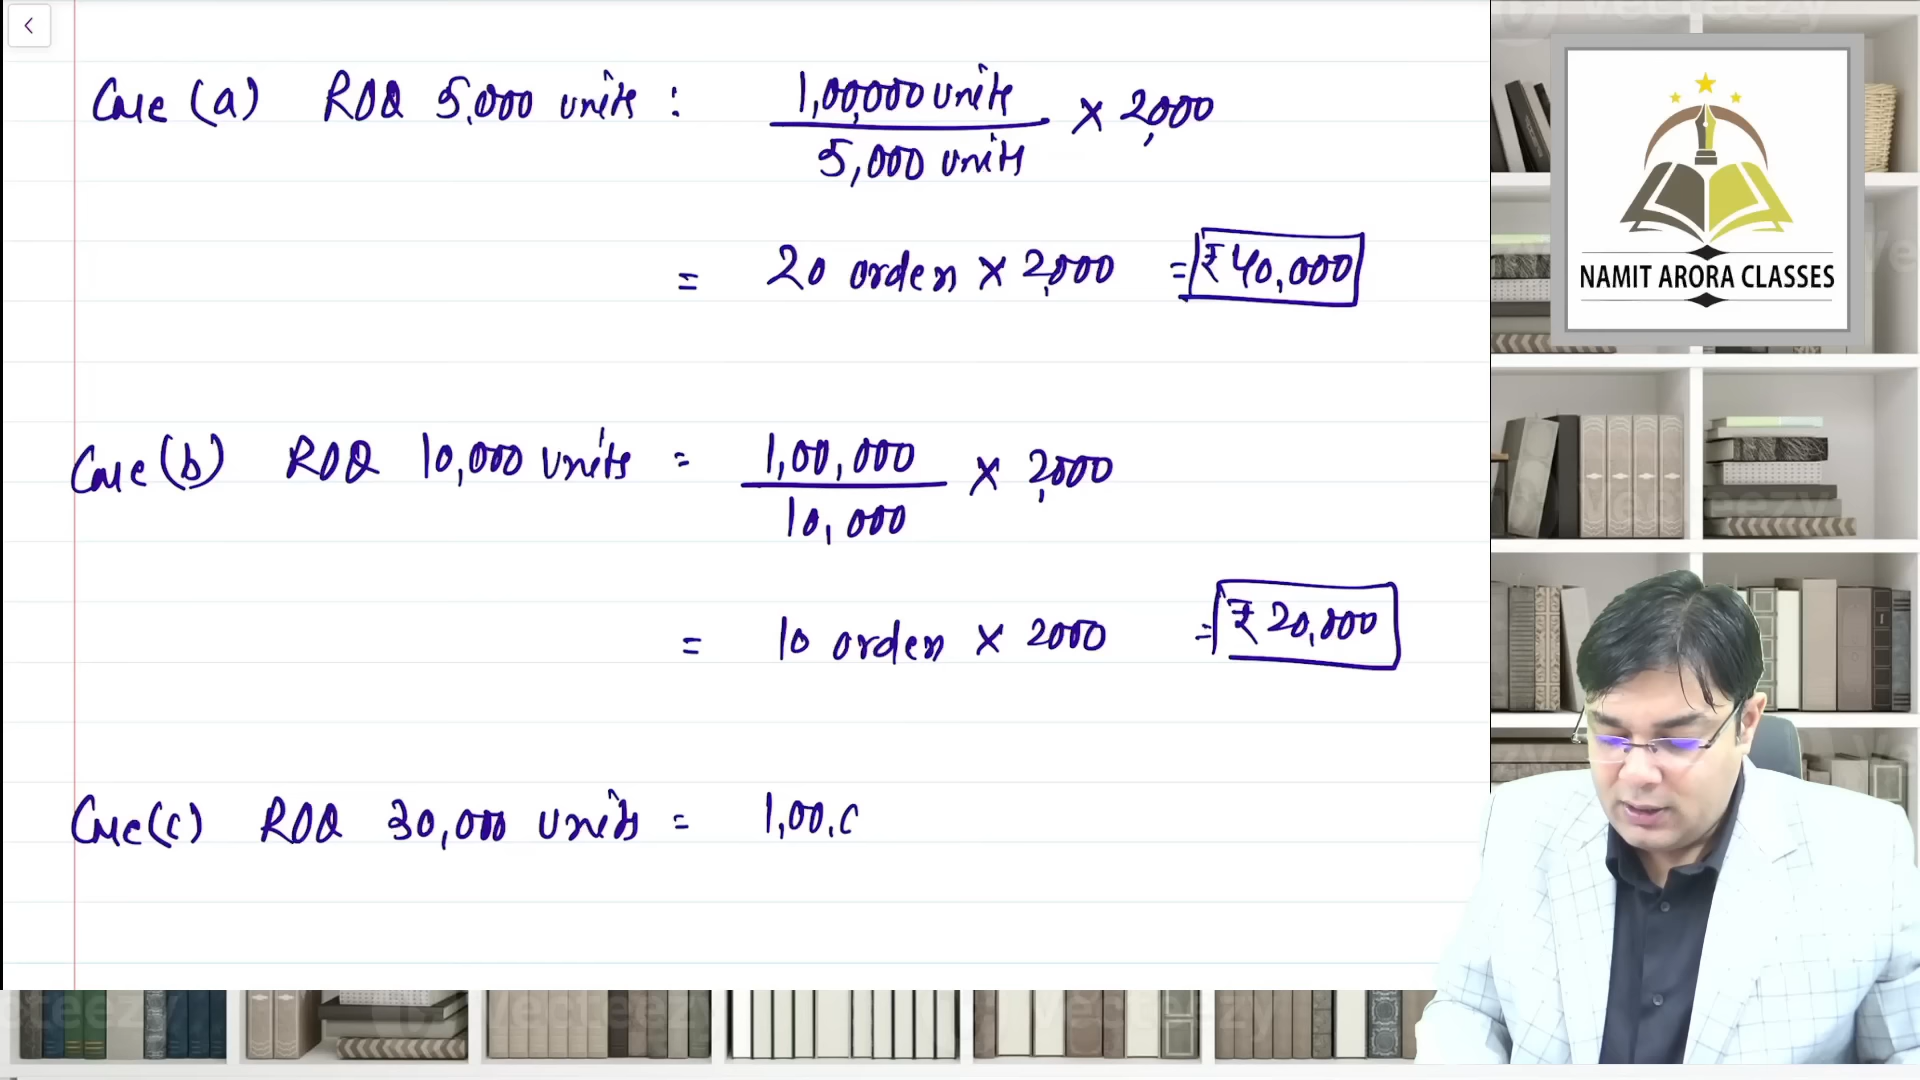 Case (a) ROQ 5,000 units : 1,00,000 units / 5,000 units × 2,000
= 20 orders × 2,000 = ₹ 40,000
Case (b) ROQ 10,000 units = 1,00,000 / 10,000 × 2,000
= 10 orders × 2000 = ₹ 20,000
Case (c) ROQ 30,000 units = 1,00,0
NAMIT ARORA CLASSES